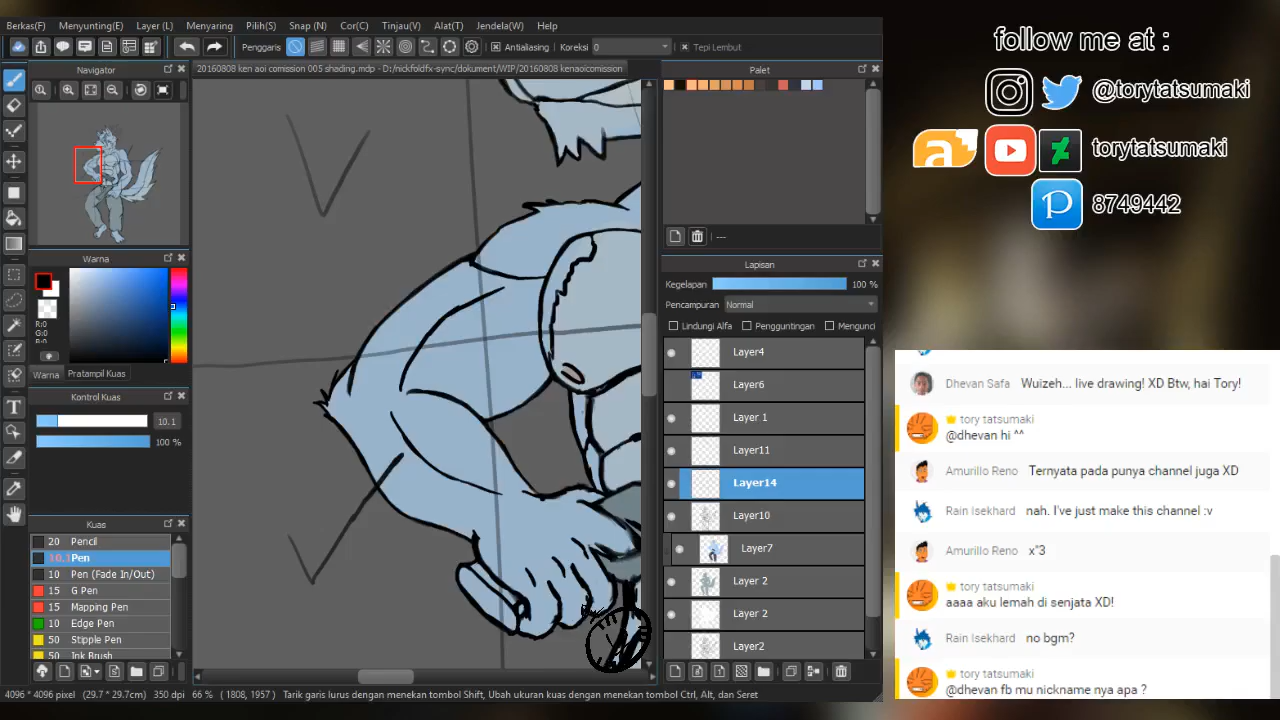 Berkas(F) Menyunting(E) Layer (L) Menyaring Pilih(S) Snap (N) Cor(C) Tinjau(V) Alat(T) Jendela(W) Help
Penggaris Antialiasing Koreksi 0 Tepi Lembut
Navigator
20160808 ken aoi comission 005 shading.mdp - D:/nickfoldfx-sync/dokument/WIP/20160808 kenaoicomission
Warna
R:0
G:0
Warna Pratampil Kuas
Kontrol Kuas
10.1
100 %
Kuas
20 Pencil
10.1 Pen
10 Pen (Fade In/Out)
15 G Pen
15 Mapping Pen
10 Edge Pen
50 Stipple Pen
50 Ink Brush
Palet
---
Lapisan
Kegelapan 100 %
Pencampuran Normal
Lindungi Alfa Pengguntingan Mengunci
Layer4
Layer6
Layer 1
Layer11
Layer14
Layer10
Layer7
Layer 2
Layer 2
Layer2
4096 * 4096 pixel (29.7 * 29.7cm) 350 dpi 66 % ( 1808, 1957 ) Tarik garis lurus dengan menekan tombol Shift, Ubah ukuran kuas dengan menekan tombol Ctrl, Alt, dan Seret
follow me at :
@torytatsumaki
a
torytatsumaki
P 8749442
Dhevan Safa Wuizeh... live drawing! XD Btw, hai Tory!
tory tatsumaki
@dhevan hi ^^
Amurillo Reno Ternyata pada punya channel juga XD
Rain Isekhard nah. I've just make this channel :v
Amurillo Reno x"3
tory tatsumaki
aaaa aku lemah di senjata XD!
Rain Isekhard no bgm?
tory tatsumaki
@dhevan fb mu nickname nya apa ?